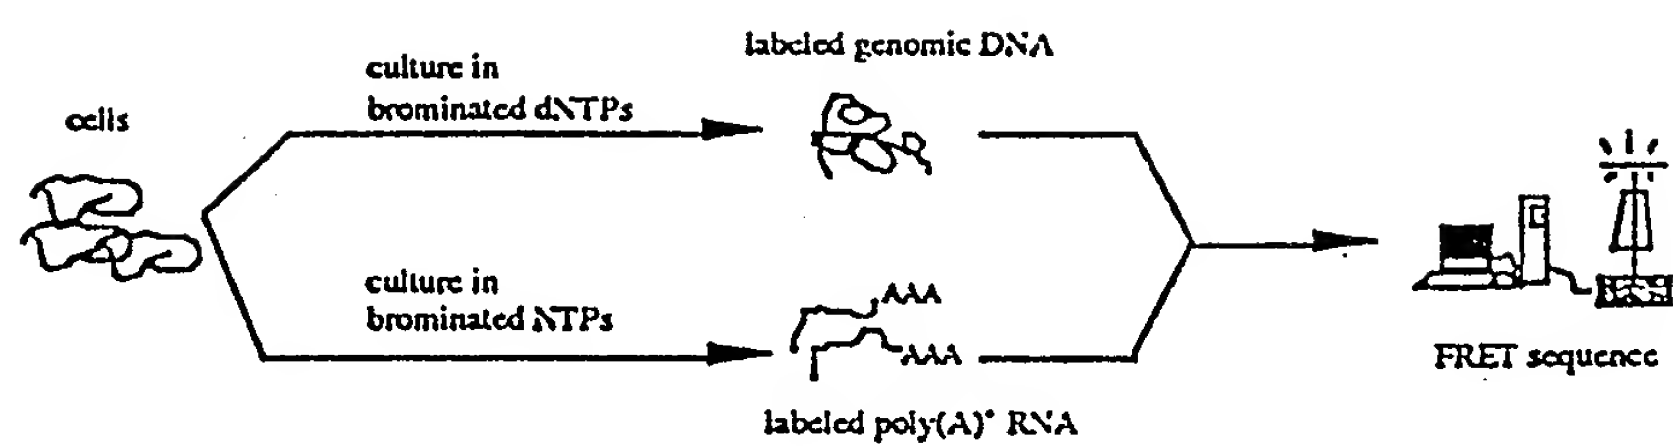 labeled genomic DNA
culture in
brominated dNTPs
cells
culture in
brominated NTPs
AAA
AAA
FRET sequence
labeled poly(A)+ RNA